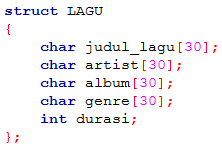 struct LAGU
{
    char judul_lagu[30];
    char artist[30];
    char album[30];
    char genre[30];
    int durasi;
};